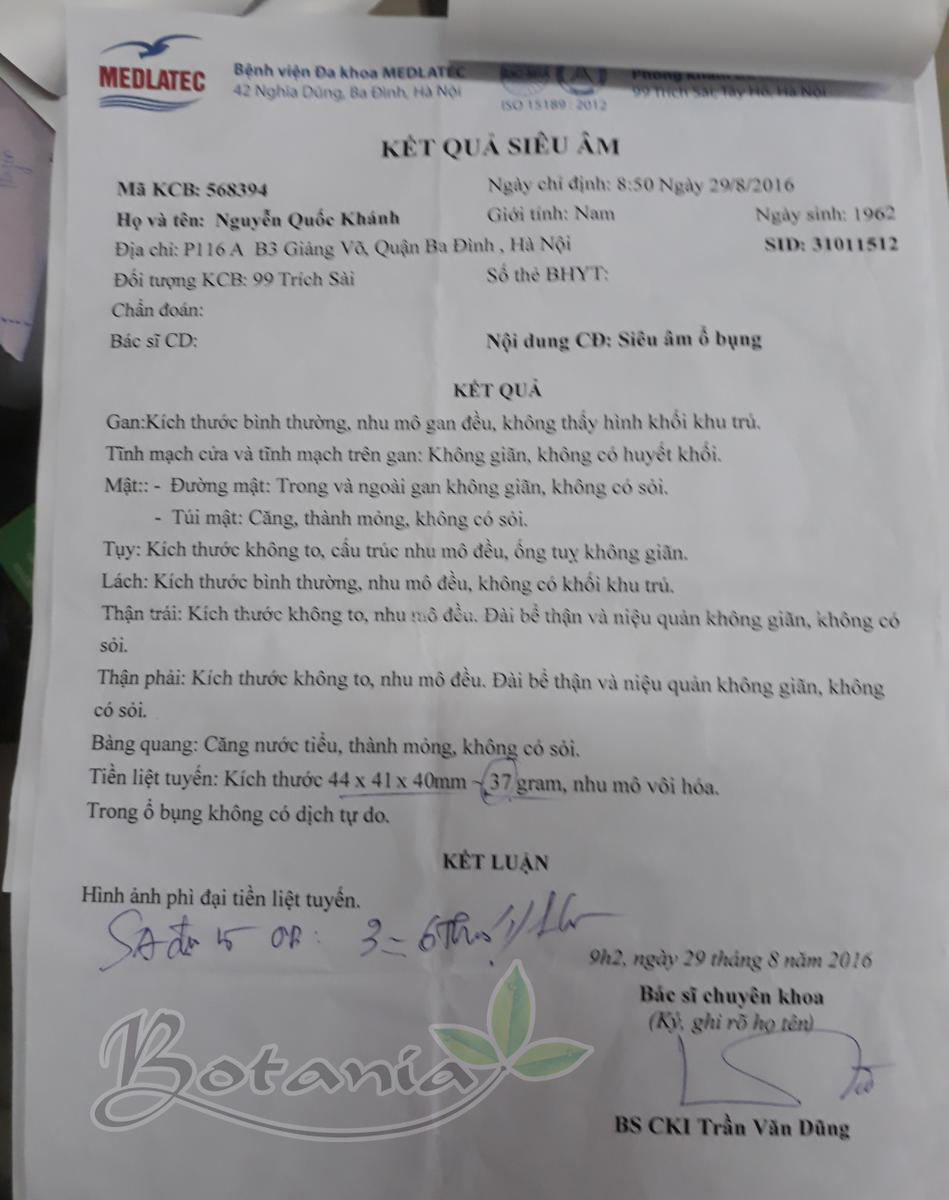 MEDLATEC
Bệnh viện Đa khoa MEDLATEC
42 Nghĩa Dũng, Ba Đình, Hà Nội
ISO 15189 : 2012
99 Trích Sài, Tây Hồ, Hà Nội
KẾT QUẢ SIÊU ÂM
Mã KCB: 568394
Ngày chỉ định: 8:50 Ngày 29/8/2016
Họ và tên: Nguyễn Quốc Khánh
Giới tính: Nam
Ngày sinh: 1962
Địa chỉ: P116 A B3 Giảng Võ, Quận Ba Đình , Hà Nội
SID: 31011512
Đối tượng KCB: 99 Trích Sài
Số thẻ BHYT:
Chẩn đoán:
Bác sĩ CD:
Nội dung CĐ: Siêu âm ổ bụng
KẾT QUẢ
Gan:Kích thước bình thường, nhu mô gan đều, không thấy hình khối khu trú.
Tĩnh mạch cửa và tĩnh mạch trên gan: Không giãn, không có huyết khối.
Mật:: - Đường mật: Trong và ngoài gan không giãn, không có sỏi.
- Túi mật: Căng, thành mỏng, không có sỏi.
Tụy: Kích thước không to, cấu trúc nhu mô đều, ống tuỵ không giãn.
Lách: Kích thước bình thường, nhu mô đều, không có khối khu trú.
Thận trái: Kích thước không to, nhu mô đều. Đài bể thận và niệu quản không giãn, không có
sỏi.
Thận phải: Kích thước không to, nhu mô đều. Đài bể thận và niệu quản không giãn, không
có sỏi.
Bàng quang: Căng nước tiểu, thành mỏng, không có sỏi.
Tiền liệt tuyến: Kích thước 44 x 41 x 40mm ~ 37 gram, nhu mô vôi hóa.
Trong ổ bụng không có dịch tự do.
KẾT LUẬN
Hình ảnh phì đại tiền liệt tuyến.
9h2, ngày 29 tháng 8 năm 2016
Bác sĩ chuyên khoa
(Ký, ghi rõ họ tên)
Botania
BS CKI Trần Văn Dũng